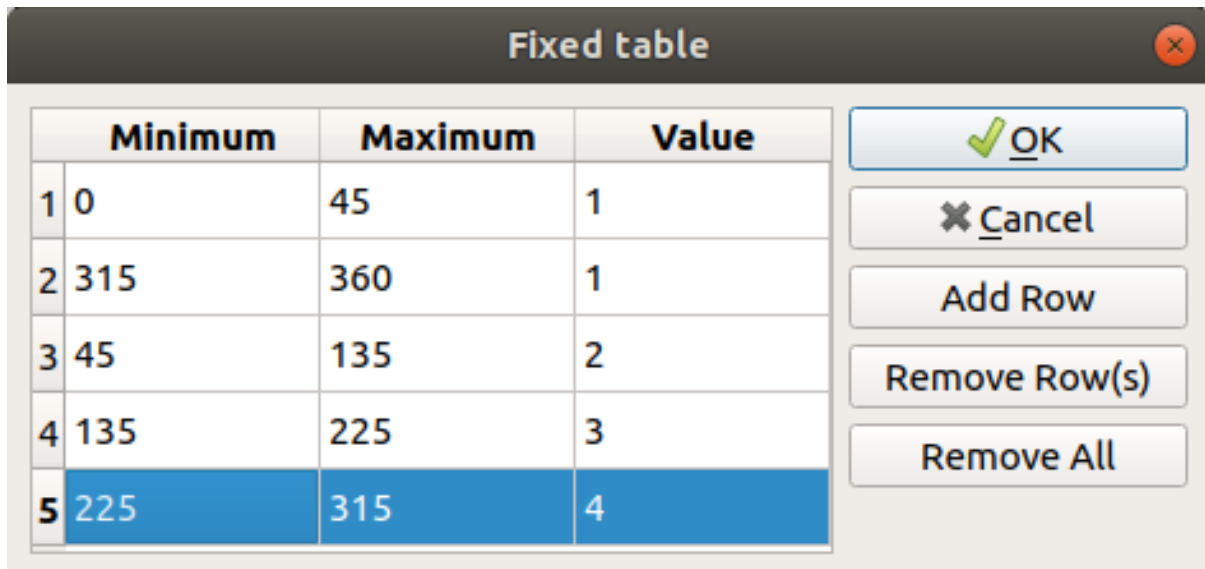 Fixed table
Minimum Maximum Value
1 0 45 1
2 315 360 1
3 45 135 2
4 135 225 3
5 225 315 4
OK
Cancel
Add Row
Remove Row(s)
Remove All